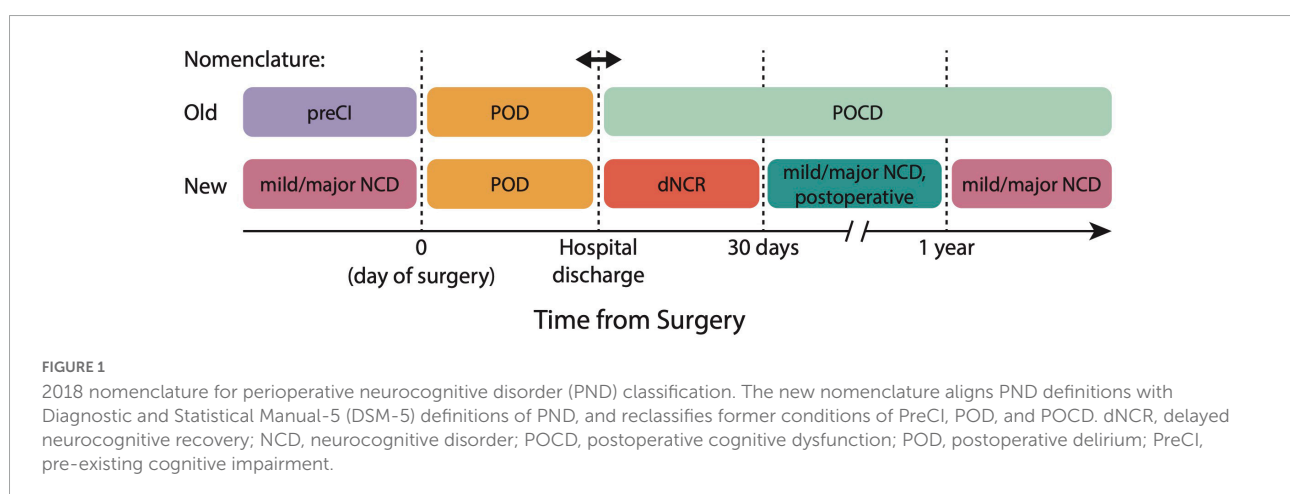 Nomenclature:
Old preCI POD POCD
New mild/major NCD POD dNCR mild/major NCD, postoperative mild/major NCD
0 (day of surgery) Hospital discharge 30 days 1 year
Time from Surgery
FIGURE 1
2018 nomenclature for perioperative neurocognitive disorder (PND) classification. The new nomenclature aligns PND definitions with
Diagnostic and Statistical Manual-5 (DSM-5) definitions of PND, and reclassifies former conditions of PreCI, POD, and POCD. dNCR, delayed
neurocognitive recovery; NCD, neurocognitive disorder; POCD, postoperative cognitive dysfunction; POD, postoperative delirium; PreCI,
pre-existing cognitive impairment.